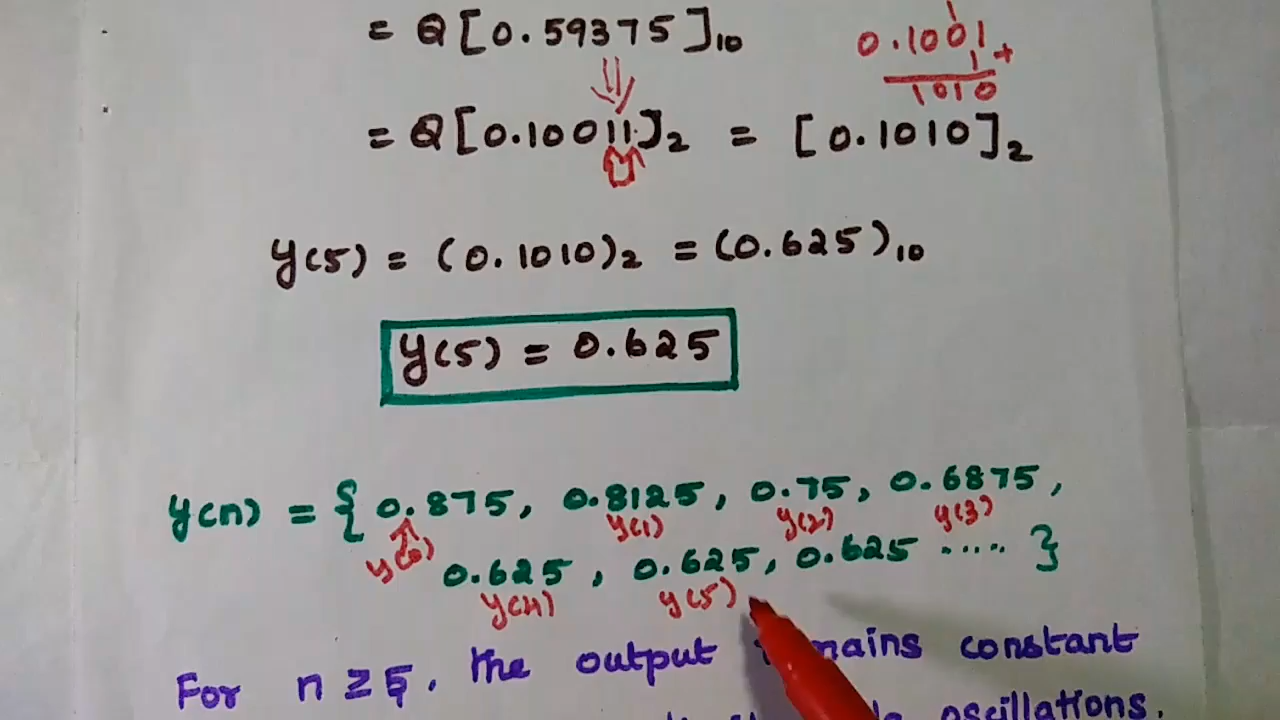 = Q[0.59375]₁₀
0.1001
1
1 +
1010
= Q[0.10011]₂ = [0.1010]₂
y(5) = (0.1010)₂ = (0.625)₁₀
y(5) = 0.625
y(n) = {0.875, 0.8125, 0.75, 0.6875,
y(0) y(1) y(2) y(3)
0.625, 0.625, 0.625 ..... }
y(4) y(5)
For n ≥ 5, the output constant
oscillations.